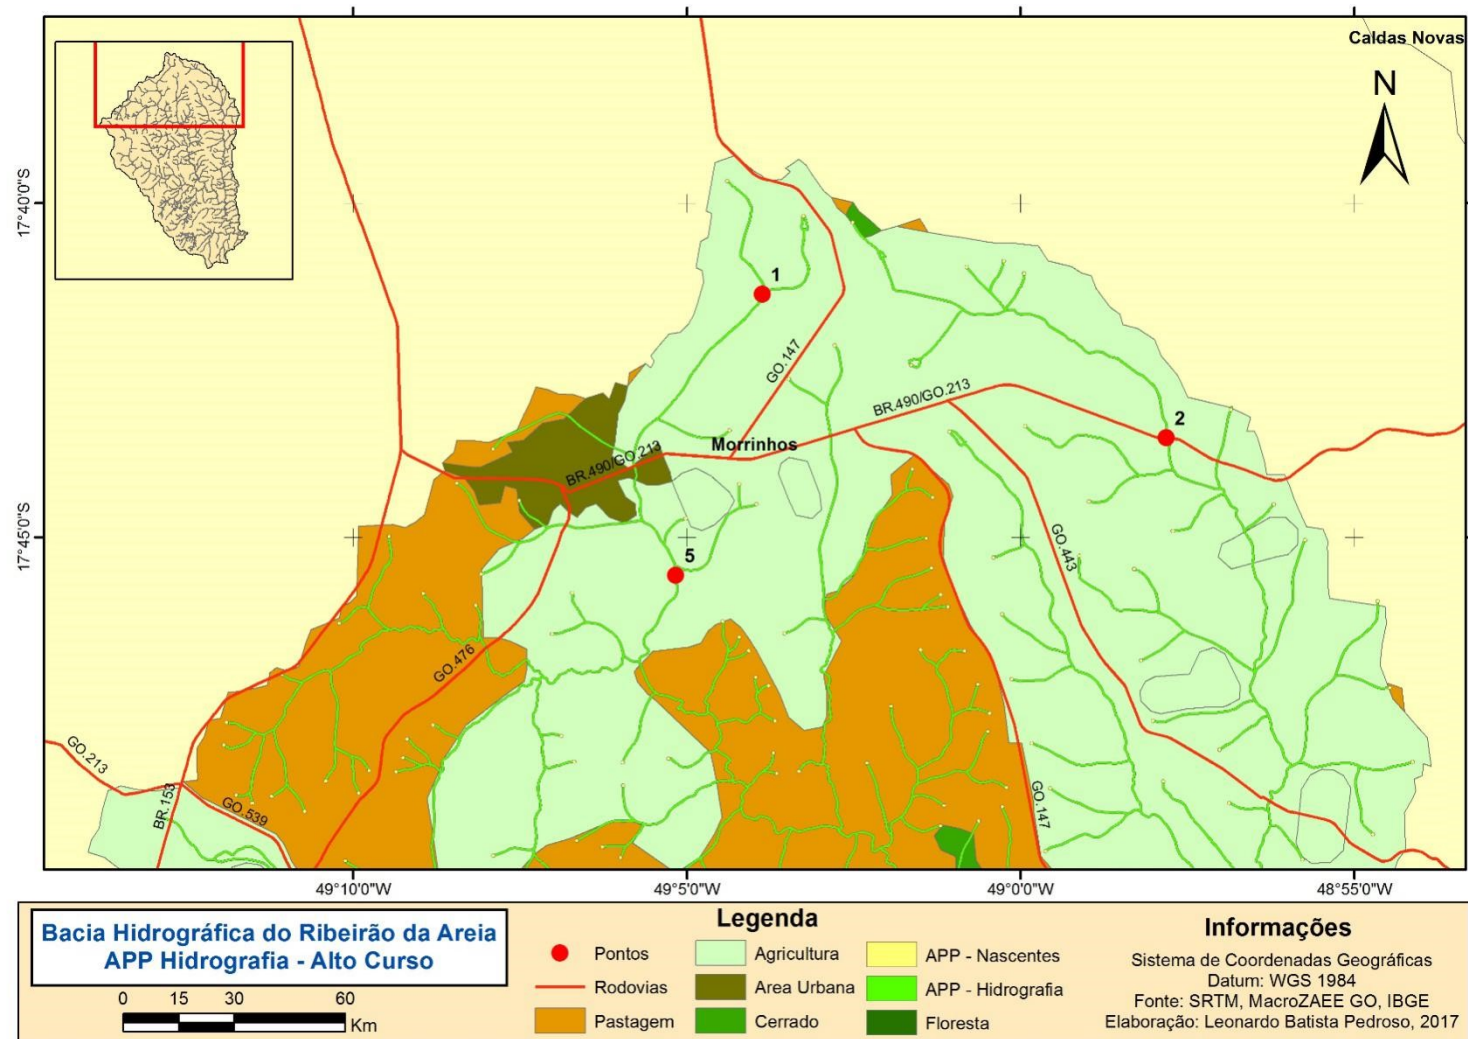 Caldas Novas
N
17°40'0"S
17°45'0"S
1
GO.147
BR.490/GO.213
2
Morrinhos
BR.490/GO.213
5
GO.443
GO.476
GO.213
BR.153
GO.539
GO.147
49°10'0"W
49°5'0"W
49°0'0"W
48°55'0"W
Bacia Hidrográfica do Ribeirão da Areia
APP Hidrografia - Alto Curso
0 15 30 60
Km
Legenda
Pontos
Rodovias
Pastagem
Agricultura
Area Urbana
Cerrado
APP - Nascentes
APP - Hidrografia
Floresta
Informações
Sistema de Coordenadas Geográficas
Datum: WGS 1984
Fonte: SRTM, MacroZAEE GO, IBGE
Elaboração: Leonardo Batista Pedroso, 2017